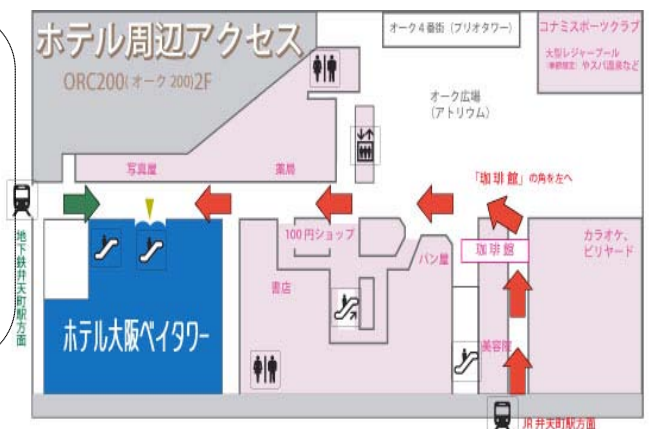 ホテル周辺アクセス
ORC200(オーク200)2F
オーク4番街(プリオタワー)
コナミスポーツクラブ
大型レジャープール
(季節限定)やスパ温泉など
オーク広場
(アトリウム)
写真屋
薬局
「珈琲館」の角を左へ
100円ショップ
パン屋
珈琲館
カラオケ、
ビリヤード
書店
美容院
ホテル大阪ベイタワー
地下鉄弁天町駅方面
JR弁天町駅方面